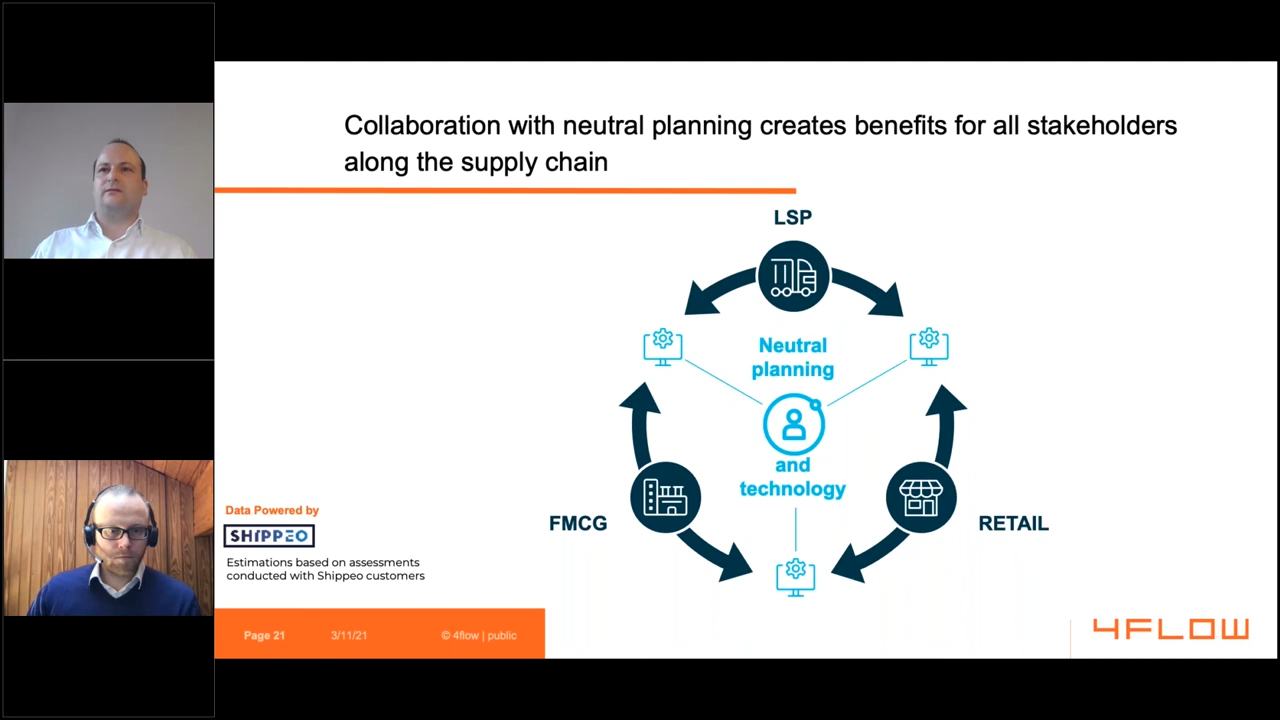 Collaboration with neutral planning creates benefits for all stakeholders
along the supply chain
LSP
Neutral
planning
and
technology
FMCG
RETAIL
Data Powered by
SHIPPEO
Estimations based on assessments
conducted with Shippeo customers
Page 21
3/11/21
© 4flow | public
4FLOW